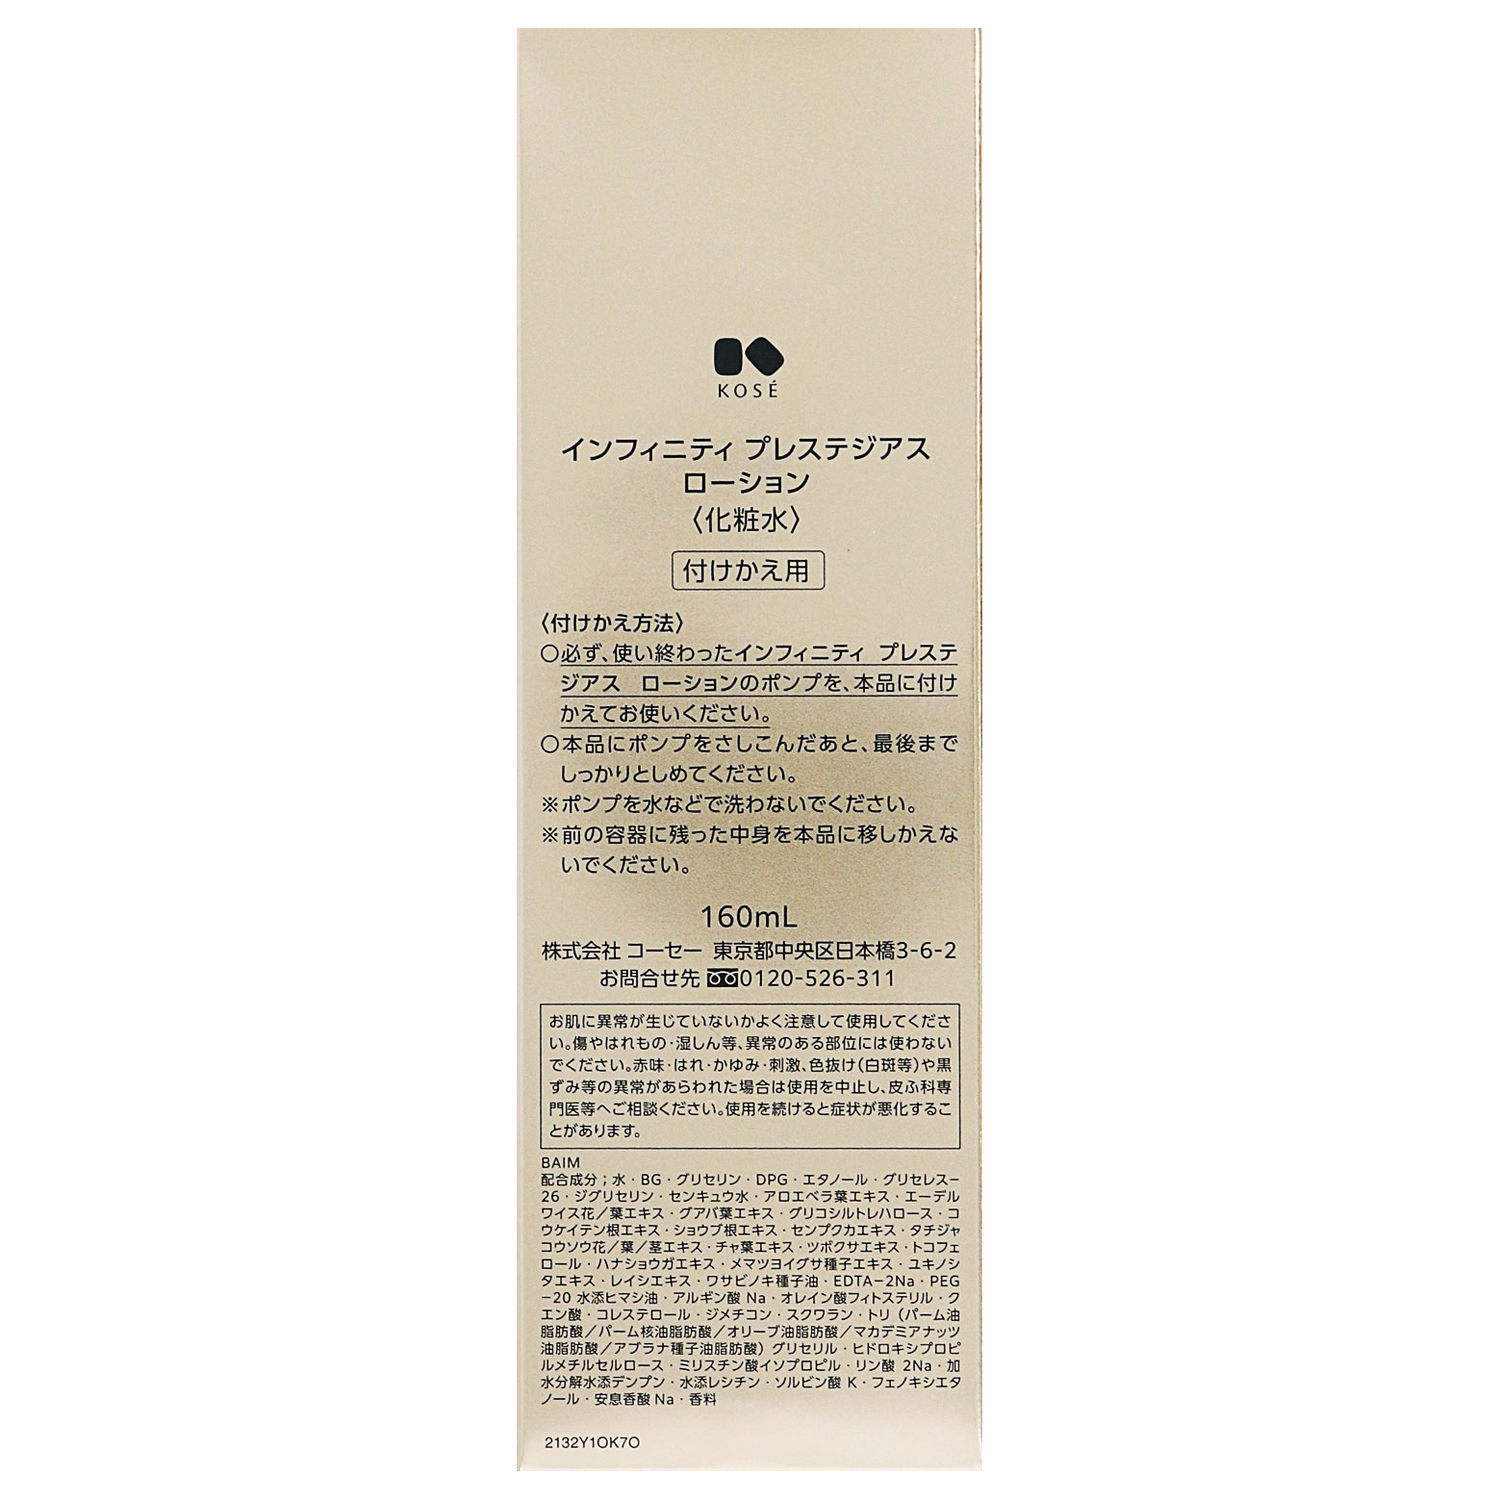 KOSÉ
インフィニティ プレステジアス
ローション
〈化粧水〉
付けかえ用
〈付けかえ方法〉
○必ず、使い終わったインフィニティ プレステ
ジアス ローションのポンプを、本品に付け
かえてお使いください。
○本品にポンプをさしこんだあと、最後まで
しっかりとしめてください。
※ポンプを水などで洗わないでください。
※前の容器に残った中身を本品に移しかえな
いでください。
160mL
株式会社 コーセー 東京都中央区日本橋3-6-2
お問合せ先 0120-526-311
お肌に異常が生じていないかよく注意して使用してくださ
い。傷やはれもの・湿しん等、異常のある部位には使わない
でください。赤味・はれ・かゆみ・刺激、色抜け(白斑等)や黒
ずみ等の異常があらわれた場合は使用を中止し、皮ふ科専
門医等へご相談ください。使用を続けると症状が悪化するこ
とがあります。
BAIM
配合成分；水・BG・グリセリン・DPG・エタノール・グリセレス−
26・ジグリセリン・センキュウ水・アロエベラ葉エキス・エーデル
ワイス花／葉エキス・グアバ葉エキス・グリコシルトレハロース・コ
ウケイテン根エキス・ショウブ根エキス・センプクカエキス・タチジャ
コウソウ花／葉／茎エキス・チャ葉エキス・ツボクサエキス・トコフェ
ロール・ハナショウガエキス・メマツヨイグサ種子エキス・ユキノシ
タエキス・レイシエキス・ワサビノキ種子油・EDTA−2Na・PEG
−20 水添ヒマシ油・アルギン酸 Na・オレイン酸フィトステリル・ク
エン酸・コレステロール・ジメチコン・スクワラン・トリ（パーム油
脂肪酸／パーム核油脂肪酸／オリーブ油脂肪酸／マカデミアナッツ
油脂肪酸／アブラナ種子油脂肪酸）グリセリル・ヒドロキシプロピ
ルメチルセルロース・ミリスチン酸イソプロピル・リン酸 2Na・加
水分解水添デンプン・水添レシチン・ソルビン酸 K・フェノキシエタ
ノール・安息香酸 Na・香料
2132Y1OK7O